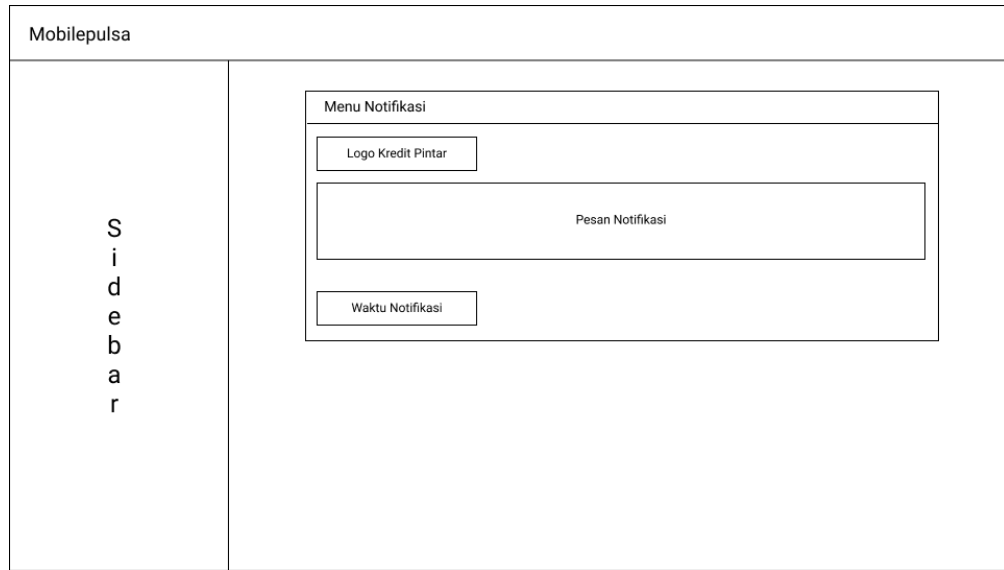 Mobilepulsa
Menu Notifikasi
Logo Kredit Pintar
Pesan Notifikasi
Waktu Notifikasi
S
i
d
e
b
a
r